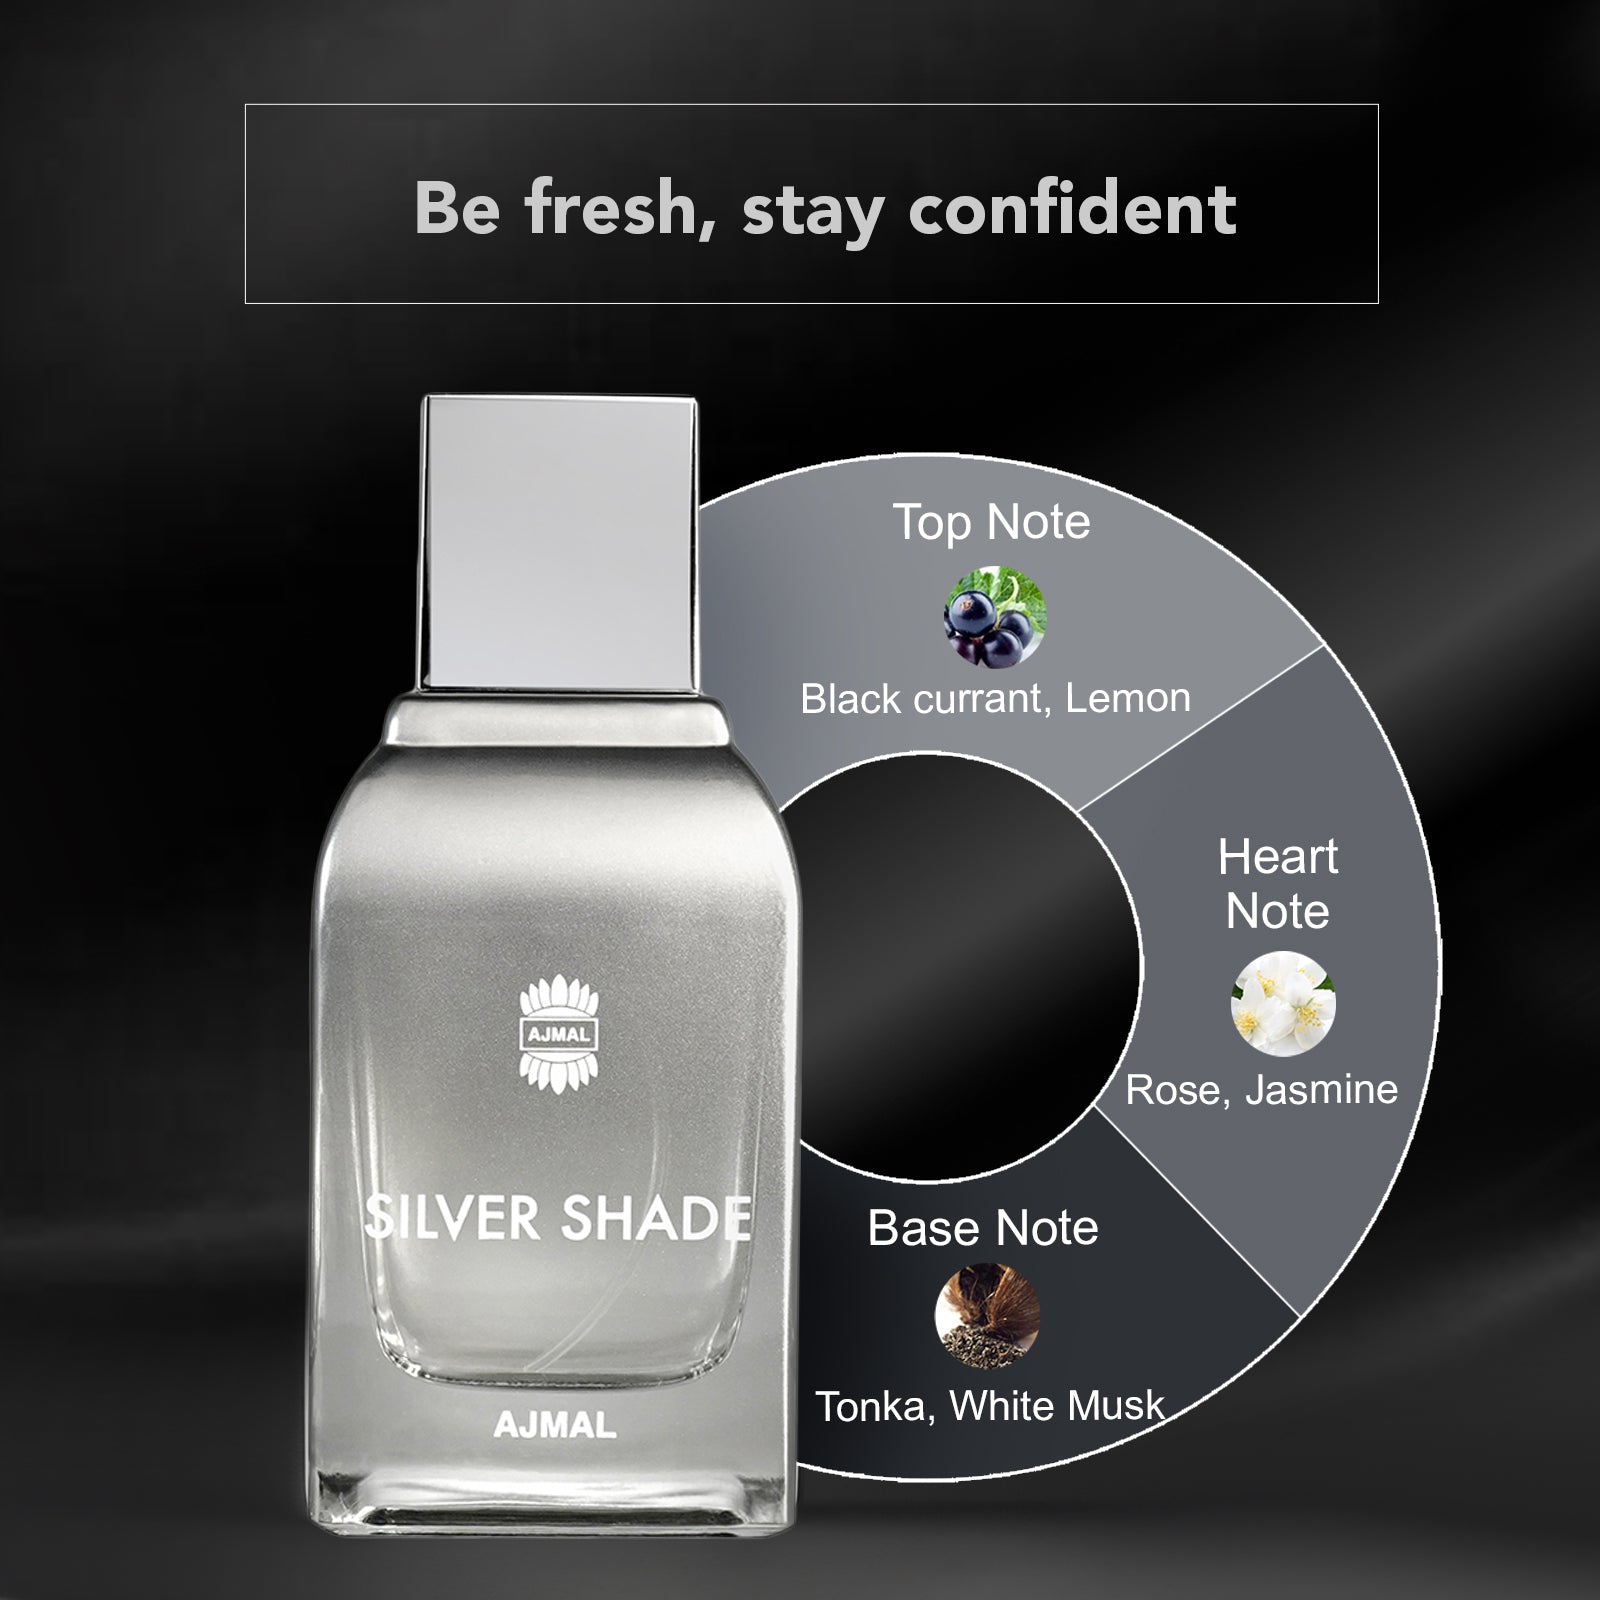 Be fresh, stay confident
Top Note
Black currant, Lemon
Heart
Note
Rose, Jasmine
Base Note
Tonka, White Musk
AJMAL
SILVER SHADE
AJMAL